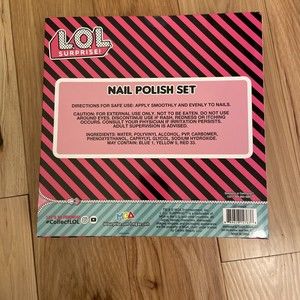 LOL
SURPRISE!
NAIL POLISH SET
DIRECTIONS FOR SAFE USE: APPLY SMOOTHLY AND EVENLY TO NAILS.
CAUTION: FOR EXTERNAL USE ONLY. NOT TO BE EATEN. DO NOT USE
AROUND EYES. DISCONTINUE USE IF RASH, REDNESS OR ITCHING
OCCURS. CONSULT YOUR PHYSICIAN IF IRRITATION PERSISTS.
ADULT SUPERVISION IS ADVISED.
INGREDIENTS: WATER, POLYVINYL ALCOHOL, PVP, CARBOMER,
PHENOXYETHANOL, CAPRYLYL GLYCOL, SODIUM HYDROXIDE.
MAY CONTAIN: BLUE 1, YELLOW 5, RED 33.
#CollectLOL